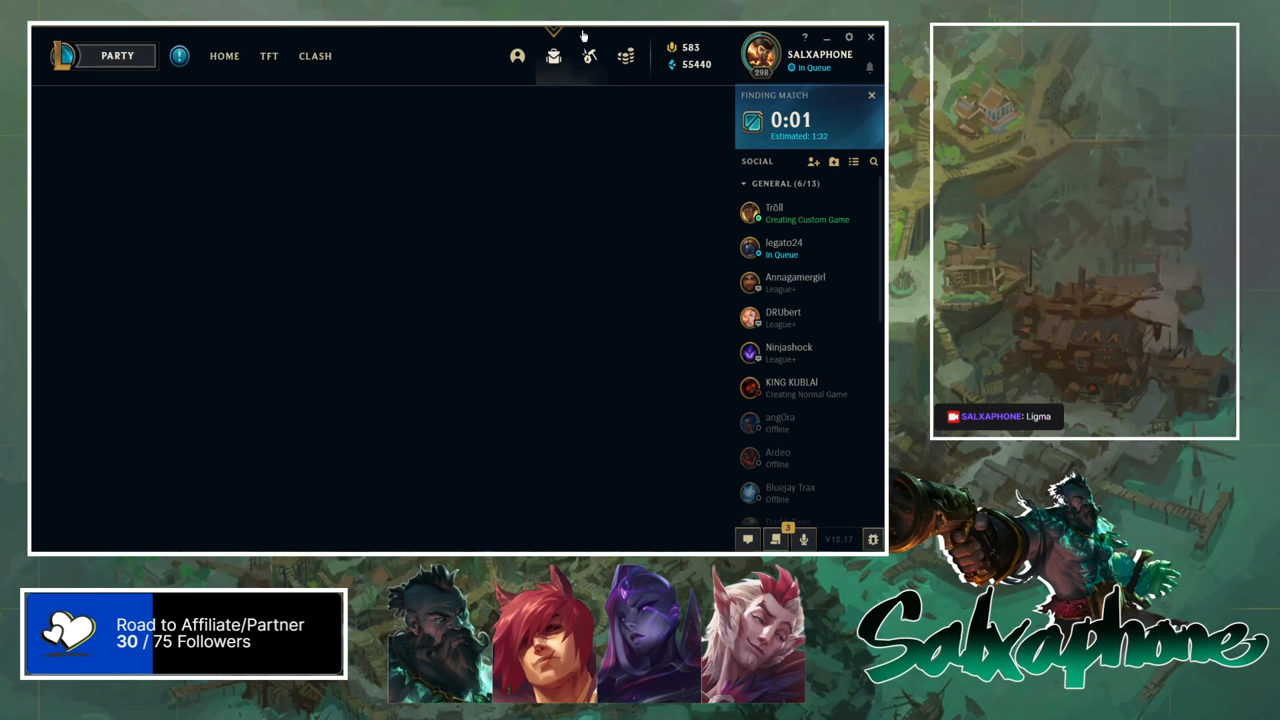 PARTY
HOME
TFT
CLASH
583
55440
?
298
SALXAPHONE
In Queue
FINDING MATCH
0:01
Estimated: 1:32
SOCIAL
GENERAL (6/13)
Tröll
Creating Custom Game
legato24
In Queue
Annagamergirl
League+
DRUbert
League+
Ninjashock
League+
KING KUBLAI
Creating Normal Game
ang0ra
Offline
Ardeo
Offline
Bluejay Trax
Offline
3
V12.17
SALXAPHONE: Ligma
Road to Affiliate/Partner
30 / 75 Followers
Salxaphone